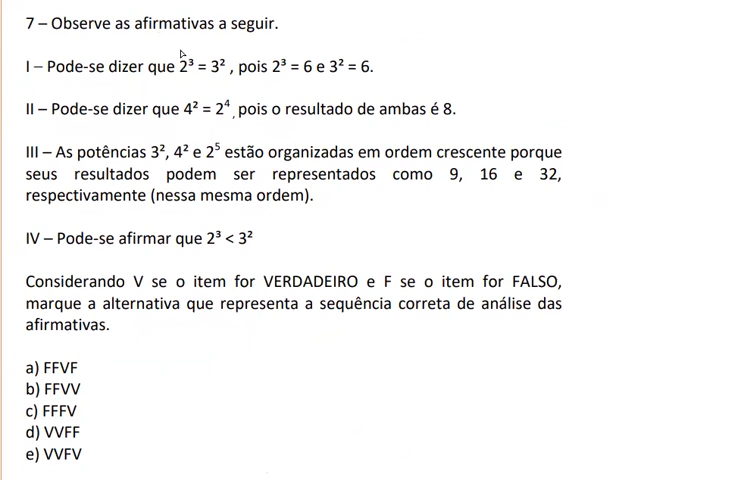 7 – Observe as afirmativas a seguir.
I – Pode-se dizer que 2³ = 3² , pois 2³ = 6 e 3² = 6.
II – Pode-se dizer que 4² = 2⁴ , pois o resultado de ambas é 8.
III – As potências 3², 4² e 2⁵ estão organizadas em ordem crescente porque
seus resultados podem ser representados como 9, 16 e 32,
respectivamente (nessa mesma ordem).
IV – Pode-se afirmar que 2³ < 3²
Considerando V se o item for VERDADEIRO e F se o item for FALSO,
marque a alternativa que representa a sequência correta de análise das
afirmativas.
a) FFVF
b) FFVV
c) FFFV
d) VVFF
e) VVFV